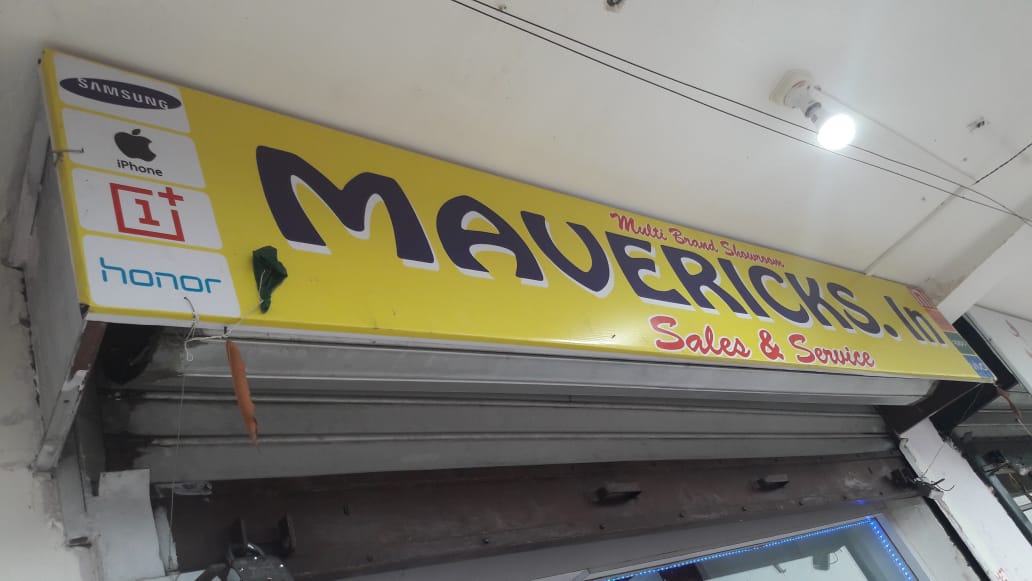 SAMSUNG
iPhone
1+
honor
Multi Brand Showroom
MAVERICKS.In
Sales & Service